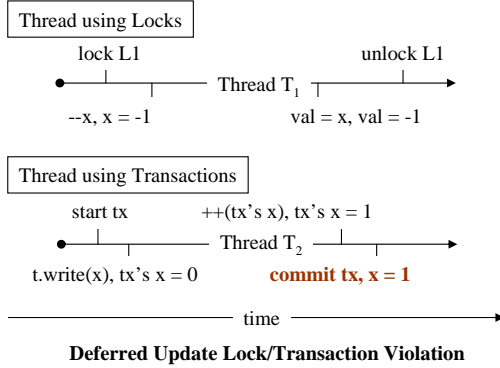 Thread using Locks
lock L1
unlock L1
Thread T1
--x, x = -1
val = x, val = -1
Thread using Transactions
start tx
++(tx’s x), tx’s x = 1
Thread T2
t.write(x), tx’s x = 0
commit tx, x = 1
time
Deferred Update Lock/Transaction Violation